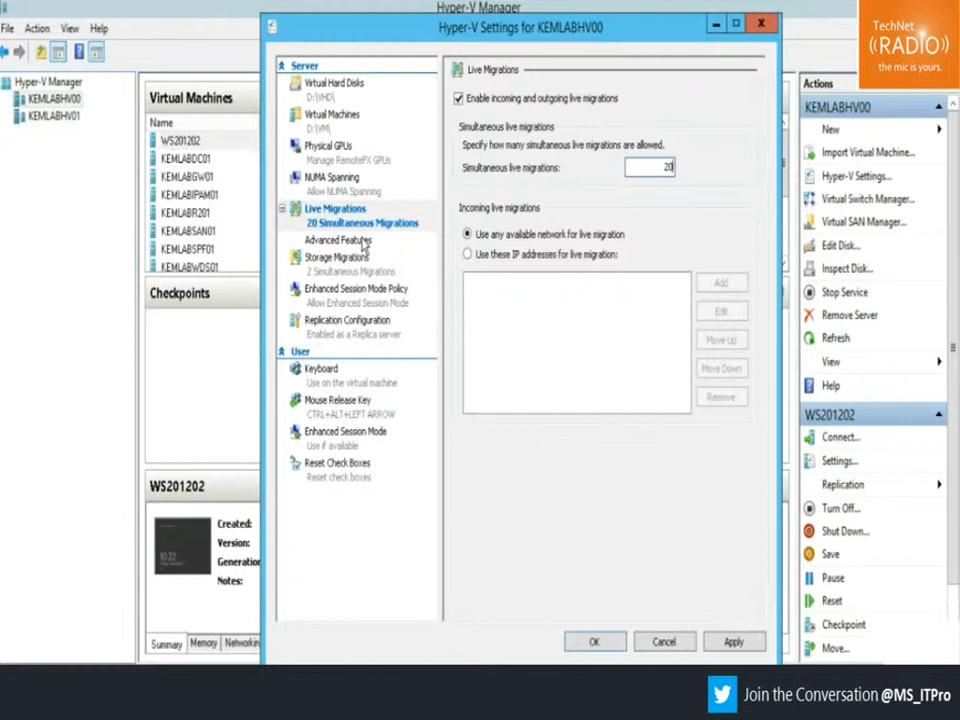 Hyper-V Manager
File Action View Help
Hyper-V Manager
KEMLABHV00
KEMLABHV01
Virtual Machines
Name
WS201202
KEMLABDC01
KEMLABGW01
KEMLABIPAM01
KEMLABR201
KEMLABSAN01
KEMLABSPF01
KEMLABWDS01
Checkpoints
WS201202
10:22
Created:
Version:
Generation
Notes:
Summary Memory Networkin
Hyper-V Settings for KEMLABHV00
Server
Virtual Hard Disks
D:\VHD\
Virtual Machines
D:\VM\
Physical GPUs
Manage RemoteFX GPUs
NUMA Spanning
Allow NUMA Spanning
Live Migrations
20 Simultaneous Migrations
Advanced Features
Storage Migrations
2 Simultaneous Migrations
Enhanced Session Mode Policy
Allow Enhanced Session Mode
Replication Configuration
Enabled as a Replica server
User
Keyboard
Use on the virtual machine
Mouse Release Key
CTRL+ALT+LEFT ARROW
Enhanced Session Mode
Use if available
Reset Check Boxes
Reset check boxes
Live Migrations
Enable incoming and outgoing live migrations
Simultaneous live migrations
Specify how many simultaneous live migrations are allowed.
Simultaneous live migrations: 20
Incoming live migrations
Use any available network for live migration
Use these IP addresses for live migration:
Add
Edit
Move Up
Move Down
Remove
OK Cancel Apply
TechNet
RADIO
the mic is yours.
Actions
KEMLABHV00
New
Import Virtual Machine...
Hyper-V Settings...
Virtual Switch Manager...
Virtual SAN Manager...
Edit Disk...
Inspect Disk...
Stop Service
Remove Server
Refresh
View
Help
WS201202
Connect...
Settings...
Replication
Turn Off...
Shut Down...
Save
Pause
Reset
Checkpoint
Move...
Join the Conversation @MS_ITPro